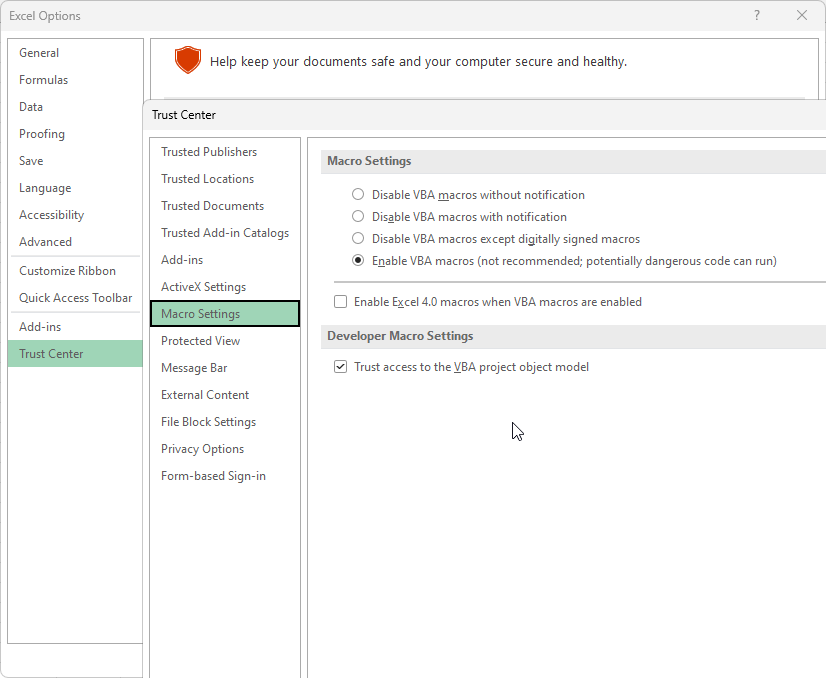 Excel Options
?
General
Formulas
Data
Proofing
Save
Language
Accessibility
Advanced
Customize Ribbon
Quick Access Toolbar
Add-ins
Trust Center
Help keep your documents safe and your computer secure and healthy.
Trust Center
Trusted Publishers
Trusted Locations
Trusted Documents
Trusted Add-in Catalogs
Add-ins
ActiveX Settings
Macro Settings
Protected View
Message Bar
External Content
File Block Settings
Privacy Options
Form-based Sign-in
Macro Settings
Disable VBA macros without notification
Disable VBA macros with notification
Disable VBA macros except digitally signed macros
Enable VBA macros (not recommended; potentially dangerous code can run)
Enable Excel 4.0 macros when VBA macros are enabled
Developer Macro Settings
Trust access to the VBA project object model